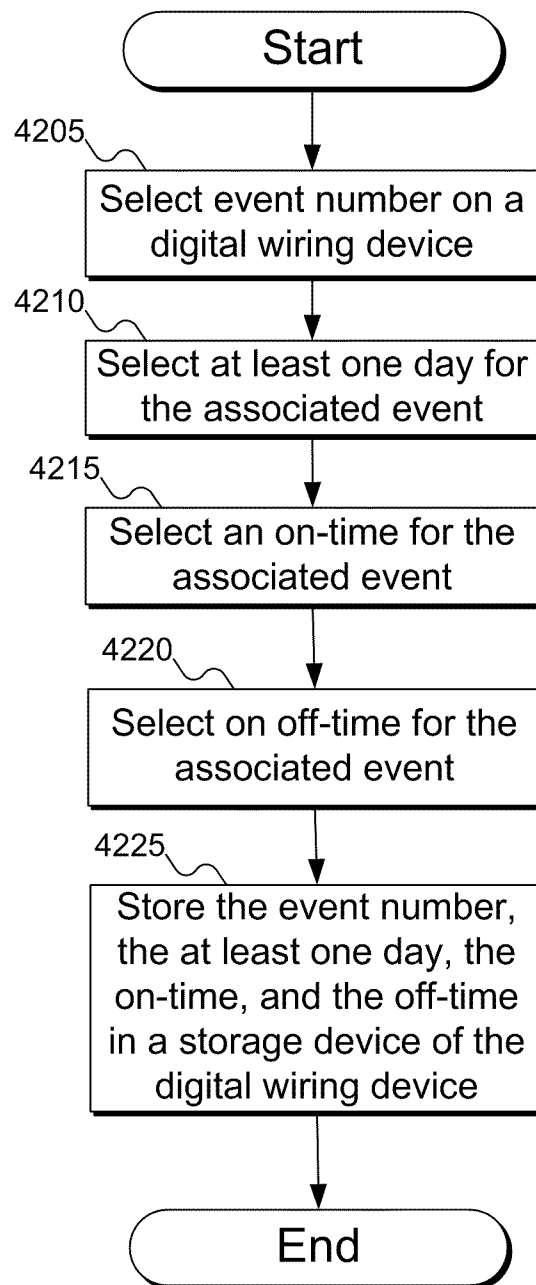 Start
4205
Select event number on a
digital wiring device
4210
Select at least one day for
the associated event
4215
Select an on-time for the
associated event
4220
Select on off-time for the
associated event
4225
Store the event number,
the at least one day, the
on-time, and the off-time
in a storage device of the
digital wiring device
End